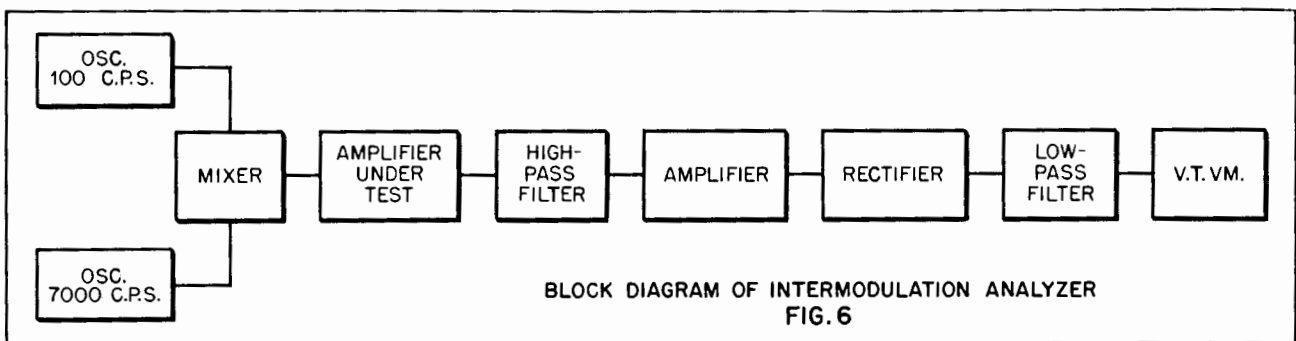 OSC.
100 C.P.S.
MIXER
OSC.
7000 C.P.S.
AMPLIFIER
UNDER
TEST
HIGH-
PASS
FILTER
AMPLIFIER
RECTIFIER
LOW-
PASS
FILTER
V.T. VM.
BLOCK DIAGRAM OF INTERMODULATION ANALYZER
FIG. 6